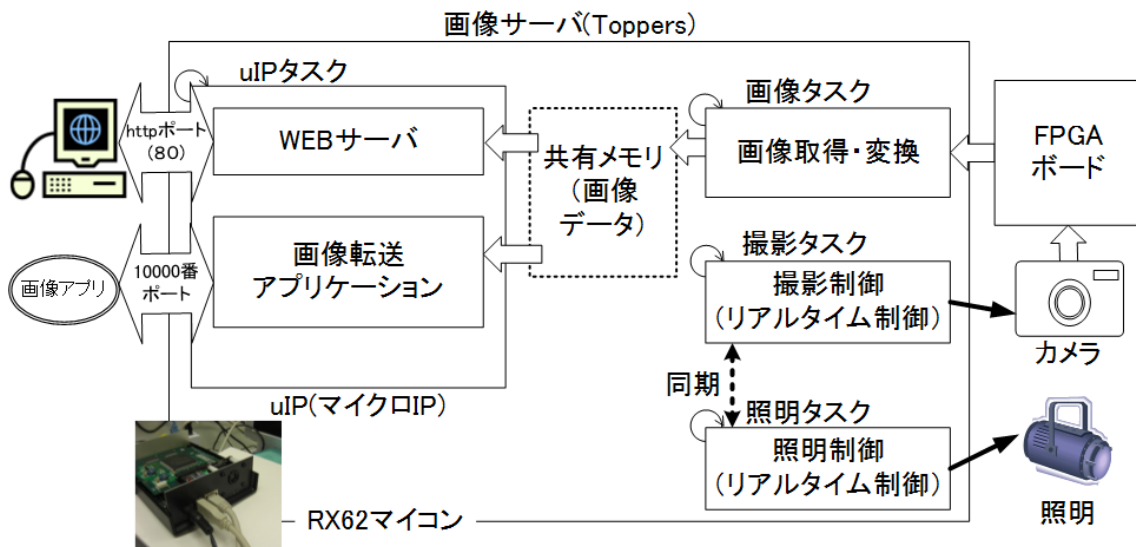 画像サーバ(Toppers)
uIPタスク
httpポート
(80)
WEBサーバ
10000番
ポート
画像アプリ
画像転送
アプリケーション
uIP(マイクロIP)
共有メモリ
(画像
データ)
画像タスク
画像取得・変換
FPGA
ボード
撮影タスク
撮影制御
(リアルタイム制御)
カメラ
同期
照明タスク
照明制御
(リアルタイム制御)
照明
RX62マイコン